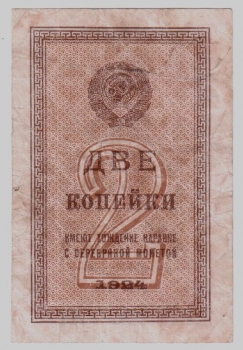 ДВЕ
КОПЕЙКИ
2
ИМЕЮТ ХОЖДЕНИЕ НАРАВНЕ
С СЕРЕБРЯНОЙ МОНЕТОЙ
1924